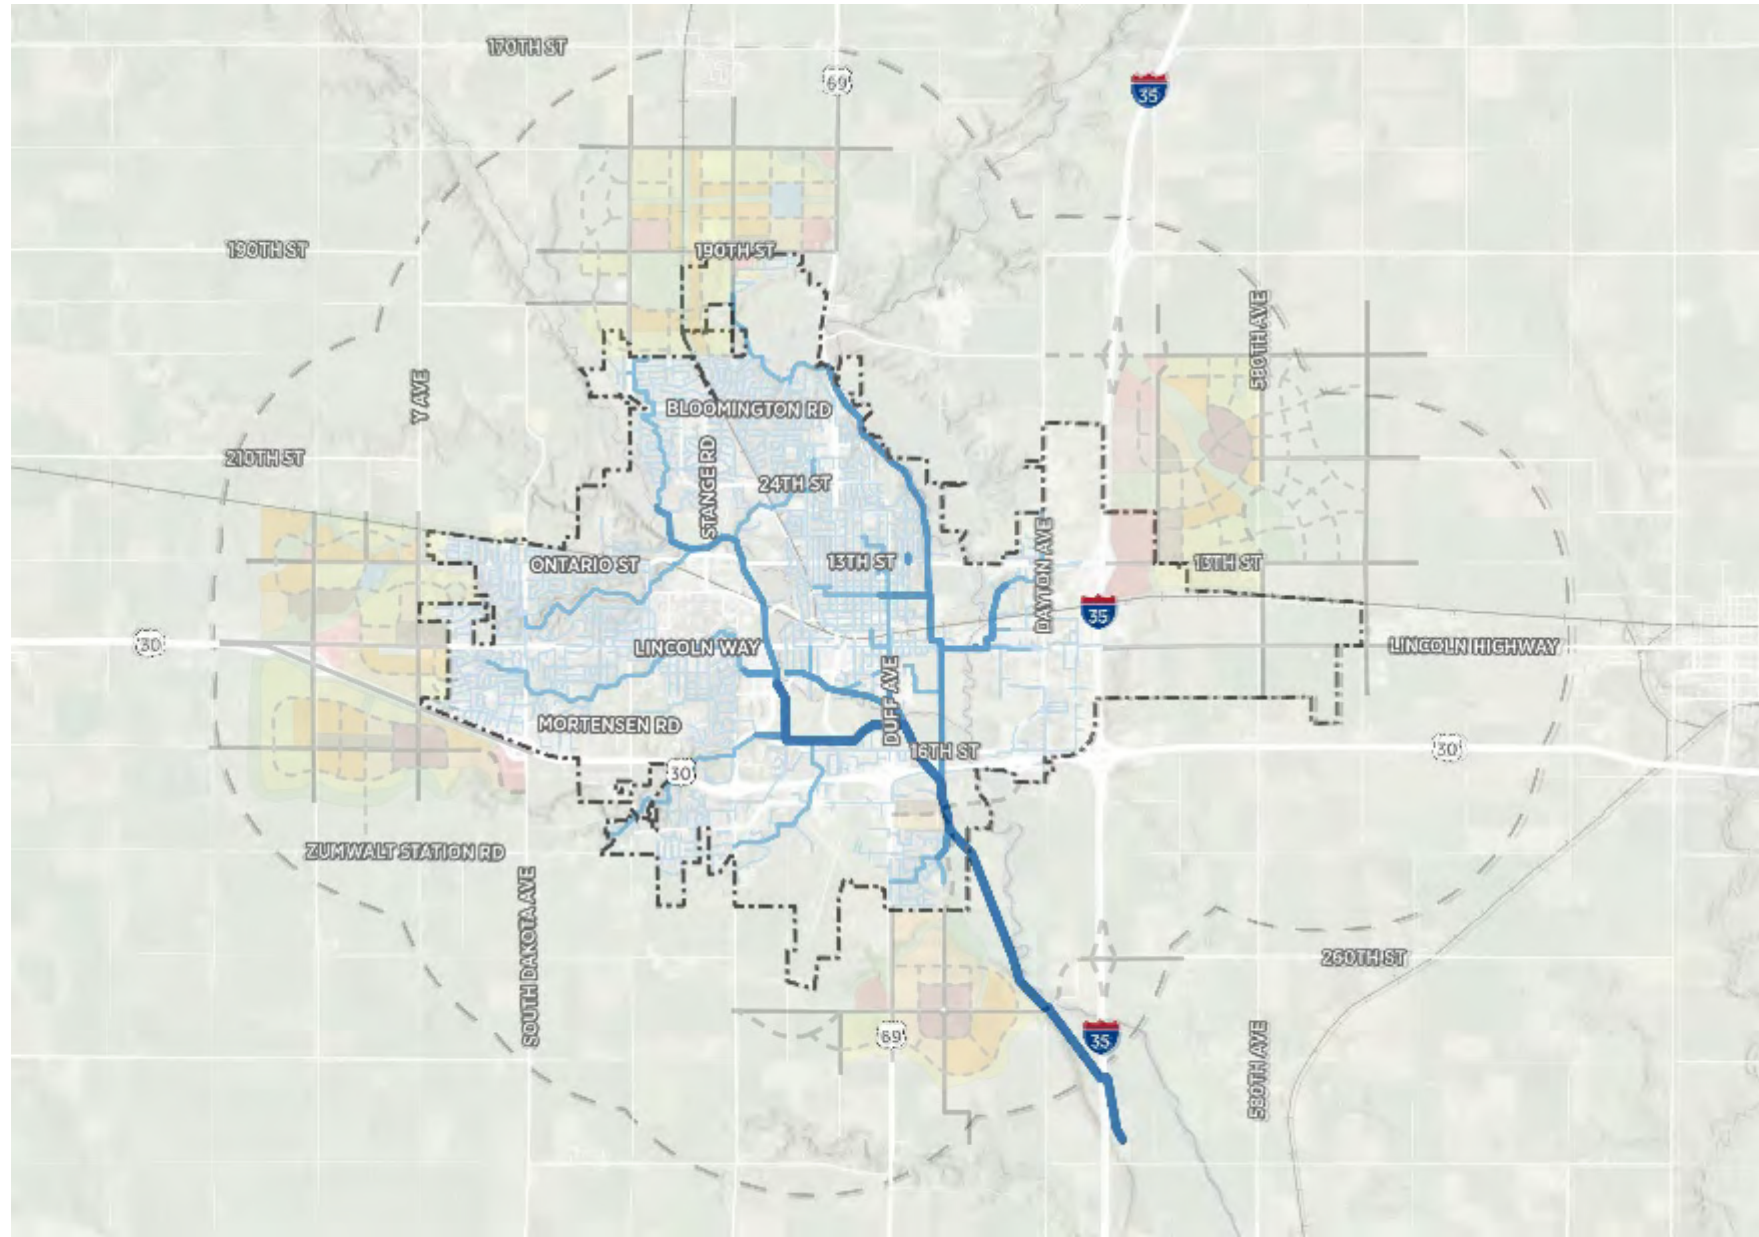 170TH ST
69
35
190TH ST
190TH ST
580TH AVE
Y AVE
BLOOMINGTON RD
210TH ST
STANGE RD
24TH ST
DAYTON AVE
ONTARIO ST
13TH ST
13TH ST
35
30
LINCOLN WAY
LINCOLN HIGHWAY
DUFF AVE
MORTENSEN RD
16TH ST
30
30
ZUMWALT STATION RD
SOUTH DAKOTA AVE
260TH ST
69
35
580TH AVE